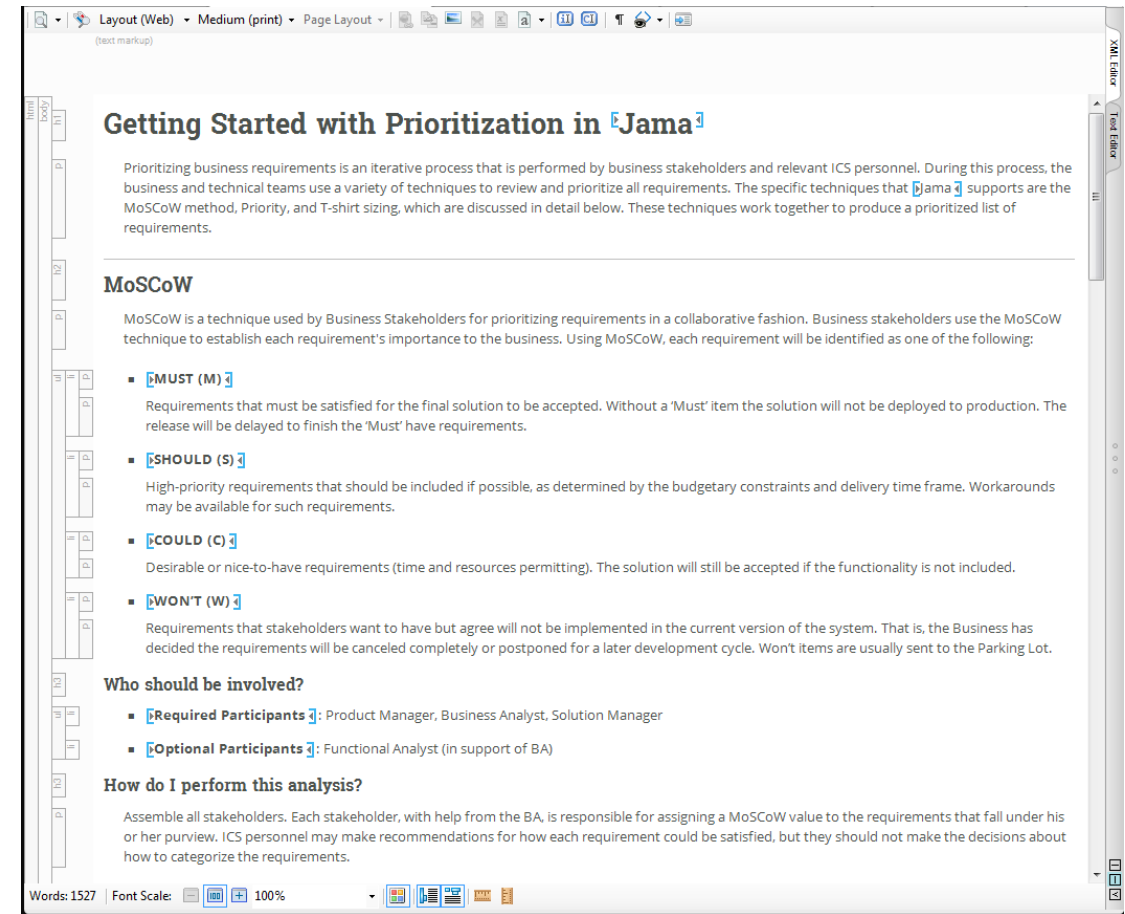 Layout (Web) Medium (print) Page Layout a iI CI ¶
(text markup)
XML Editor
Text Editor
html
body
h1
Getting Started with Prioritization in Jama
p
Prioritizing business requirements is an iterative process that is performed by business stakeholders and relevant ICS personnel. During this process, the
business and technical teams use a variety of techniques to review and prioritize all requirements. The specific techniques that Jama supports are the
MoSCoW method, Priority, and T-shirt sizing, which are discussed in detail below. These techniques work together to produce a prioritized list of
requirements.
h2
MoSCoW
p
MoSCoW is a technique used by Business Stakeholders for prioritizing requirements in a collaborative fashion. Business stakeholders use the MoSCoW
technique to establish each requirement's importance to the business. Using MoSCoW, each requirement will be identified as one of the following:
ul li p
▪ MUST (M)
p
Requirements that must be satisfied for the final solution to be accepted. Without a ‘Must’ item the solution will not be deployed to production. The
release will be delayed to finish the ‘Must’ have requirements.
li p
▪ SHOULD (S)
p
High-priority requirements that should be included if possible, as determined by the budgetary constraints and delivery time frame. Workarounds
may be available for such requirements.
li p
▪ COULD (C)
p
Desirable or nice-to-have requirements (time and resources permitting). The solution will still be accepted if the functionality is not included.
li p
▪ WON'T (W)
p
Requirements that stakeholders want to have but agree will not be implemented in the current version of the system. That is, the Business has
decided the requirements will be canceled completely or postponed for a later development cycle. Won't items are usually sent to the Parking Lot.
h3
Who should be involved?
ul li
▪ Required Participants : Product Manager, Business Analyst, Solution Manager
li
▪ Optional Participants : Functional Analyst (in support of BA)
h3
How do I perform this analysis?
p
Assemble all stakeholders. Each stakeholder, with help from the BA, is responsible for assigning a MoSCoW value to the requirements that fall under his
or her purview. ICS personnel may make recommendations for how each requirement could be satisfied, but they should not make the decisions about
how to categorize the requirements.
Words: 1527 Font Scale: 100%